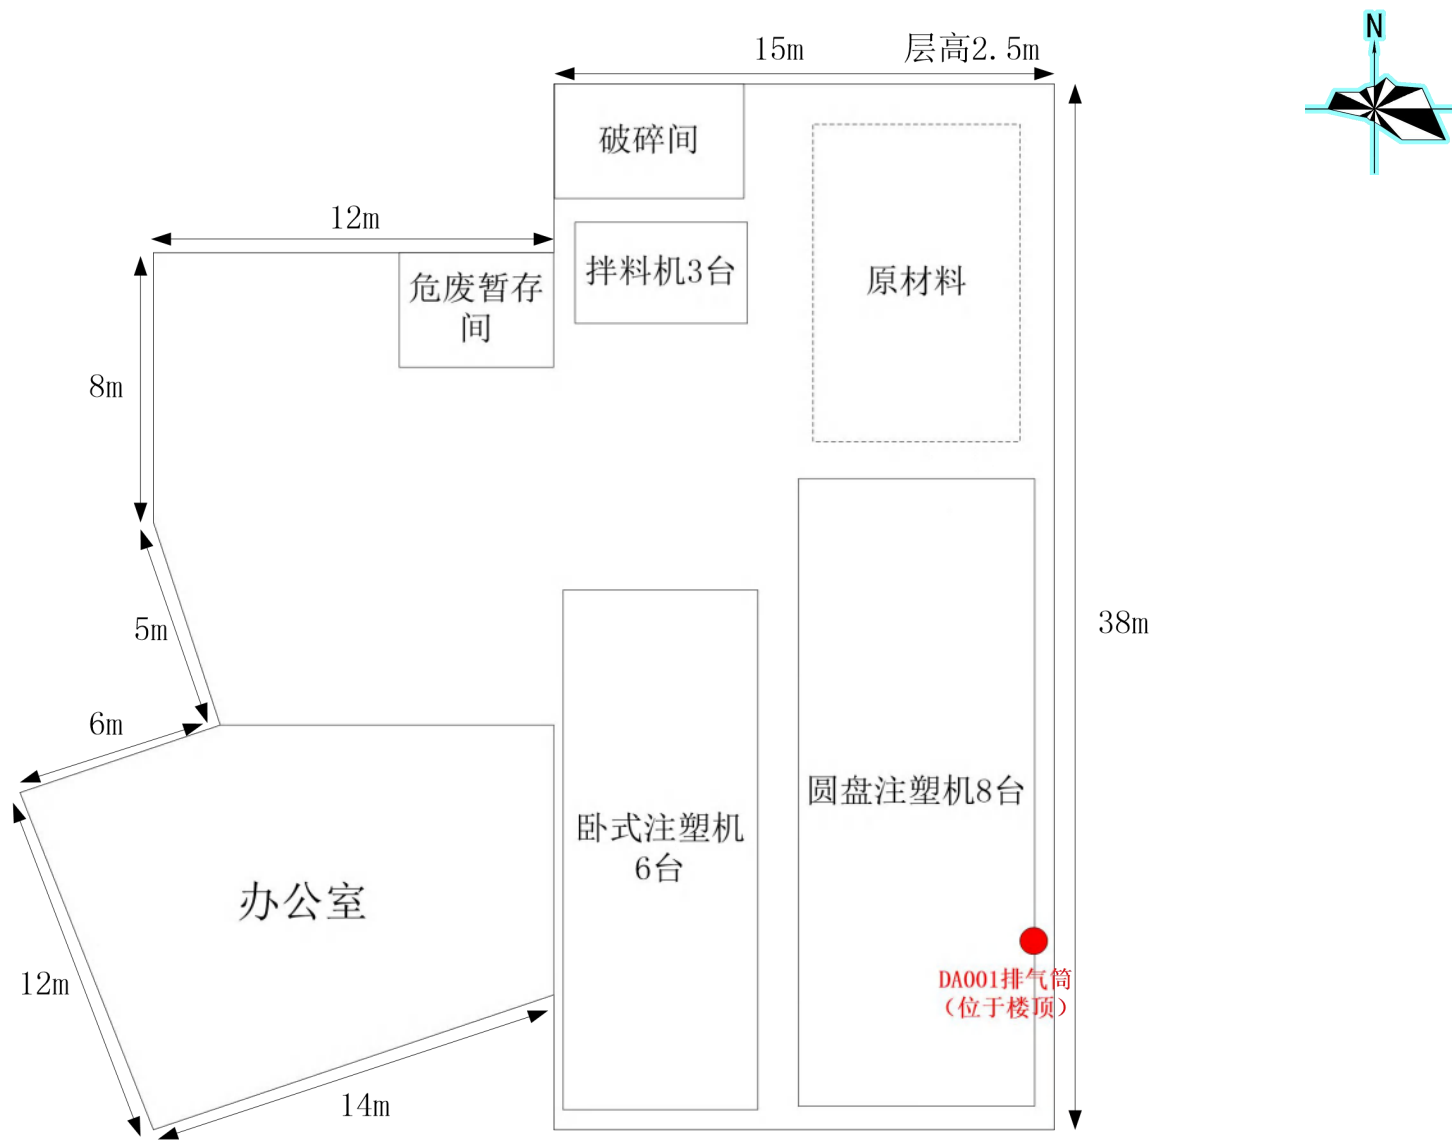 N
15m
层高2.5m
破碎间
12m
拌料机3台
原材料
危废暂存
间
8m
5m
38m
6m
圆盘注塑机8台
卧式注塑机
6台
办公室
DA001排气筒
（位于楼顶）
12m
14m